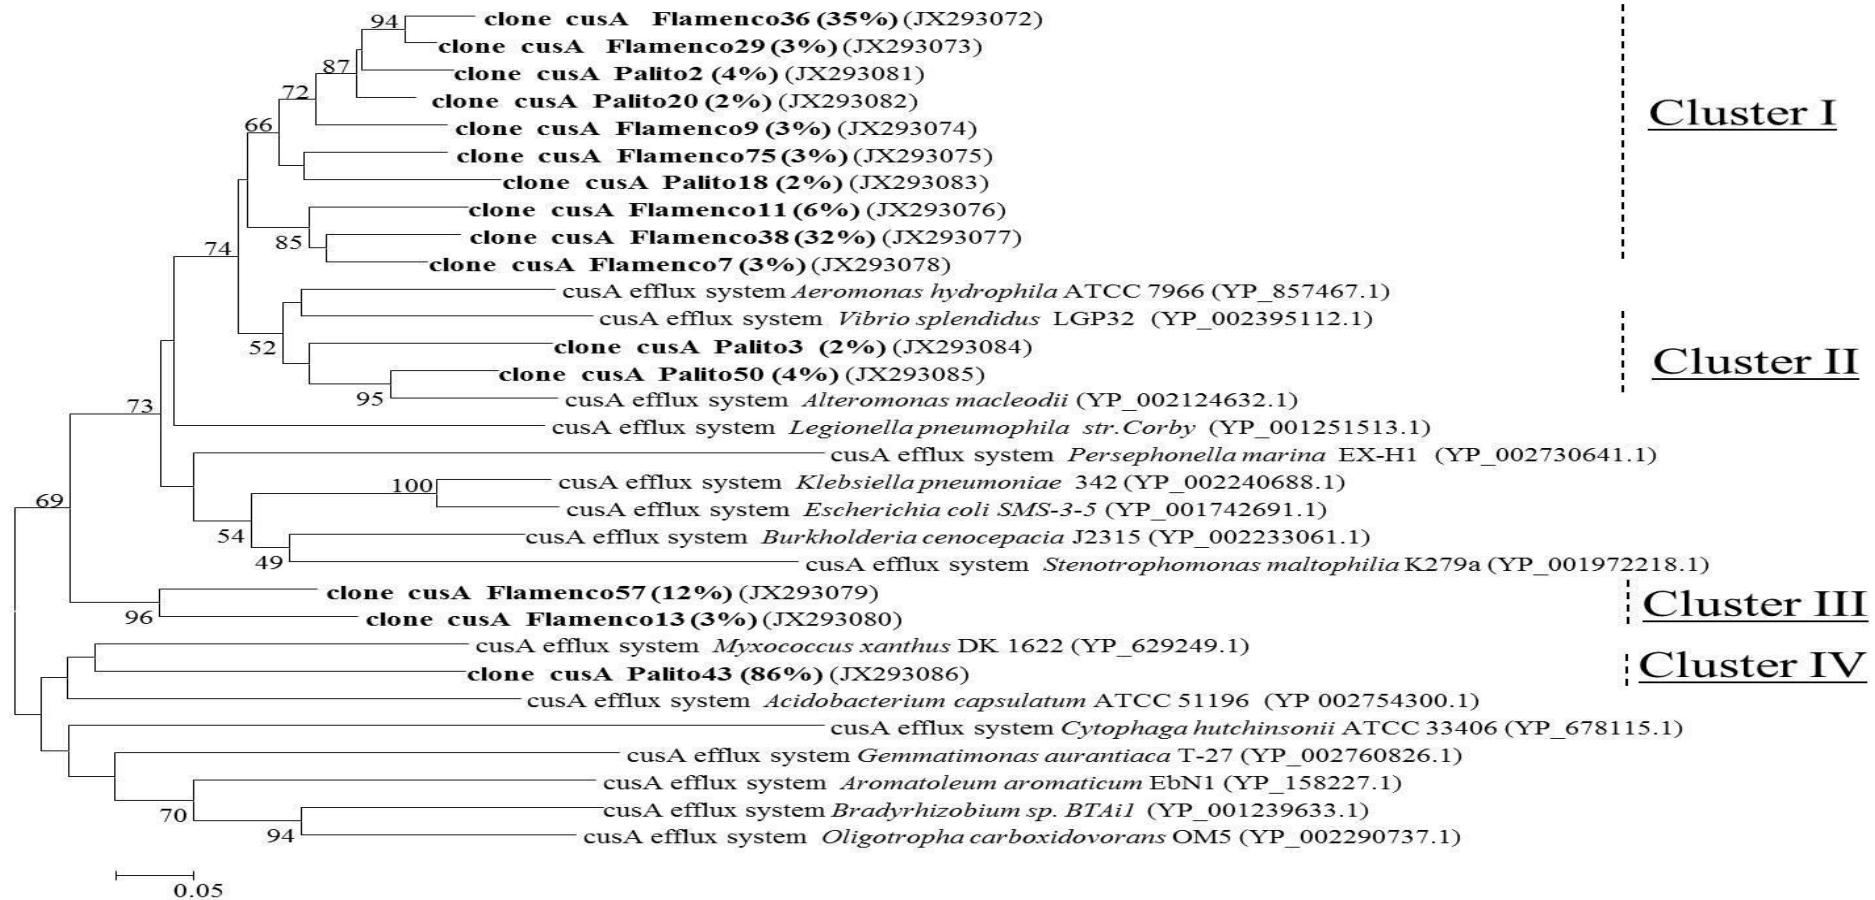 94 clone cusA Flamenco36 (35%) (JX293072)
clone cusA Flamenco29 (3%) (JX293073)
87 clone cusA Palito2 (4%) (JX293081)
72 clone cusA Palito20 (2%) (JX293082)
Cluster I
66 clone cusA Flamenco9 (3%) (JX293074)
clone cusA Flamenco75 (3%) (JX293075)
clone cusA Palito18 (2%) (JX293083)
clone cusA Flamenco11 (6%) (JX293076)
74 85 clone cusA Flamenco38 (32%) (JX293077)
clone cusA Flamenco7 (3%) (JX293078)
cusA efflux system Aeromonas hydrophila ATCC 7966 (YP_857467.1)
cusA efflux system Vibrio splendidus LGP32 (YP_002395112.1)
52 clone cusA Palito3 (2%) (JX293084)
Cluster II
clone cusA Palito50 (4%) (JX293085)
95 cusA efflux system Alteromonas macleodii (YP_002124632.1)
73 cusA efflux system Legionella pneumophila str.Corby (YP_001251513.1)
cusA efflux system Persephonella marina EX-H1 (YP_002730641.1)
100 cusA efflux system Klebsiella pneumoniae 342 (YP_002240688.1)
69 cusA efflux system Escherichia coli SMS-3-5 (YP_001742691.1)
54 cusA efflux system Burkholderia cenocepacia J2315 (YP_002233061.1)
49 cusA efflux system Stenotrophomonas maltophilia K279a (YP_001972218.1)
clone cusA Flamenco57 (12%) (JX293079)
Cluster III
96 clone cusA Flamenco13 (3%) (JX293080)
cusA efflux system Myxococcus xanthus DK 1622 (YP_629249.1)
Cluster IV
clone cusA Palito43 (86%) (JX293086)
cusA efflux system Acidobacterium capsulatum ATCC 51196 (YP 002754300.1)
cusA efflux system Cytophaga hutchinsonii ATCC 33406 (YP_678115.1)
cusA efflux system Gemmatimonas aurantiaca T-27 (YP_002760826.1)
cusA efflux system Aromatoleum aromaticum EbN1 (YP_158227.1)
70 cusA efflux system Bradyrhizobium sp. BTAi1 (YP_001239633.1)
94 cusA efflux system Oligotropha carboxidovorans OM5 (YP_002290737.1)
0.05